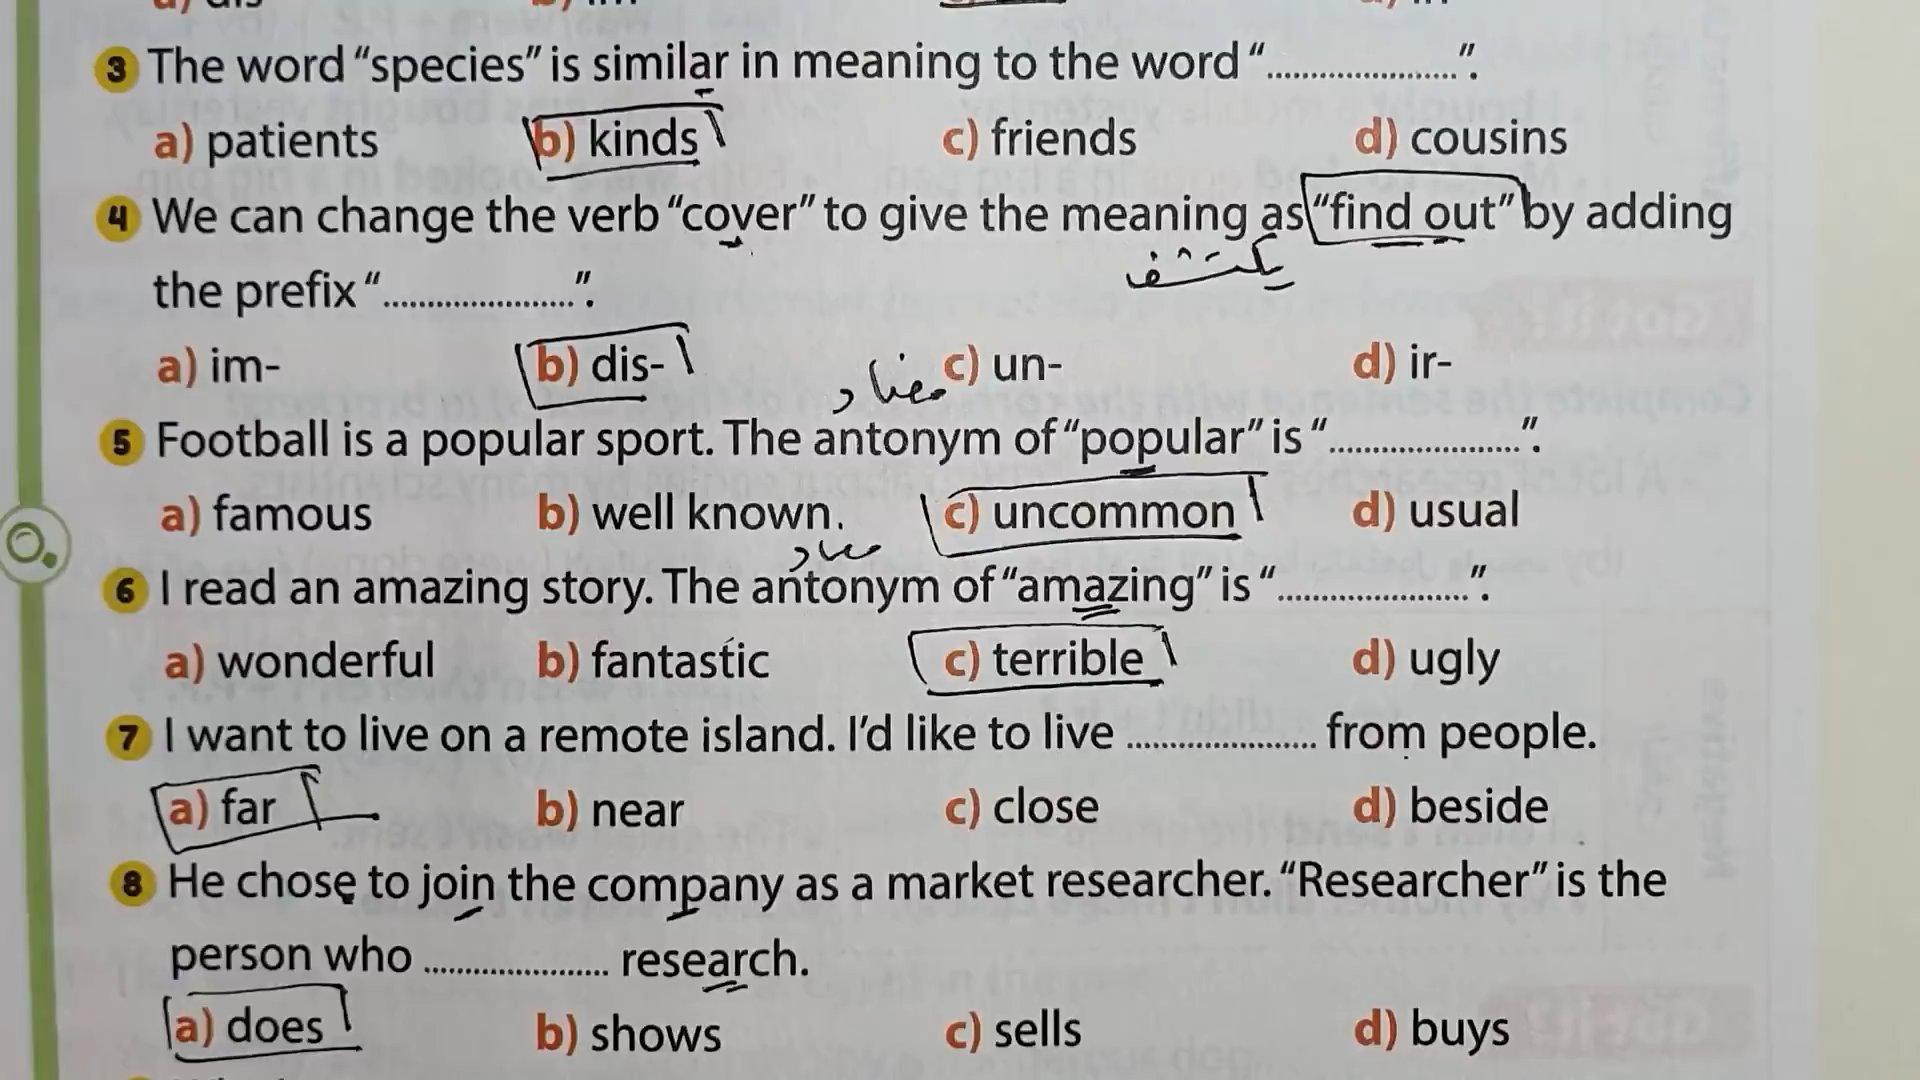 3 The word “species” is similar in meaning to the word “......................”.
a) patients b) kinds c) friends d) cousins
4 We can change the verb “cover” to give the meaning as “find out” by adding
يكتشف
the prefix “......................”.
a) im- b) dis- c) un- d) ir-
مضاد
5 Football is a popular sport. The antonym of “popular” is “......................”.
a) famous b) well known. c) uncommon d) usual
مضاد
6 I read an amazing story. The antonym of “amazing” is “......................”.
a) wonderful b) fantastic c) terrible d) ugly
7 I want to live on a remote island. I’d like to live ...................... from people.
a) far b) near c) close d) beside
8 He chose to join the company as a market researcher. “Researcher” is the
person who ...................... research.
a) does b) shows c) sells d) buys